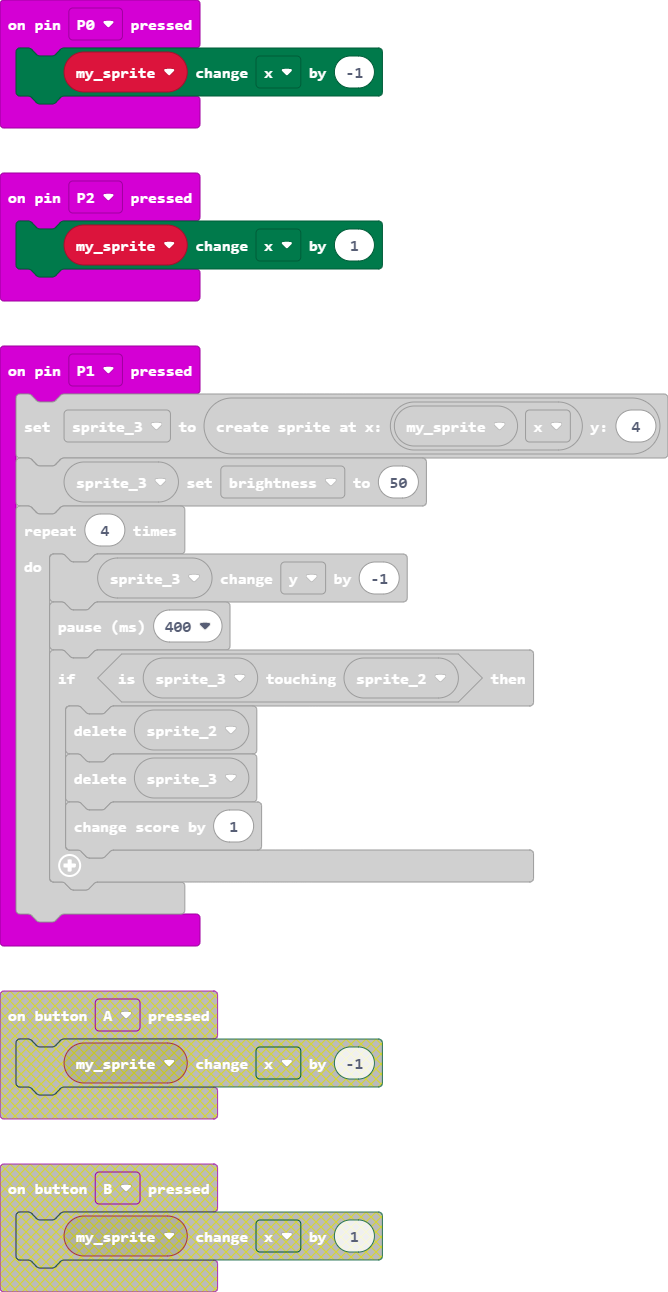 on pin P0 pressed
my_sprite change x by -1
on pin P2 pressed
my_sprite change x by 1
on pin P1 pressed
set sprite_3 to create sprite at x: my_sprite x y: 4
sprite_3 set brightness to 50
repeat 4 times
do
sprite_3 change y by -1
pause (ms) 400
if is sprite_3 touching sprite_2 then
delete sprite_2
delete sprite_3
change score by 1
on button A pressed
my_sprite change x by -1
on button B pressed
my_sprite change x by 1